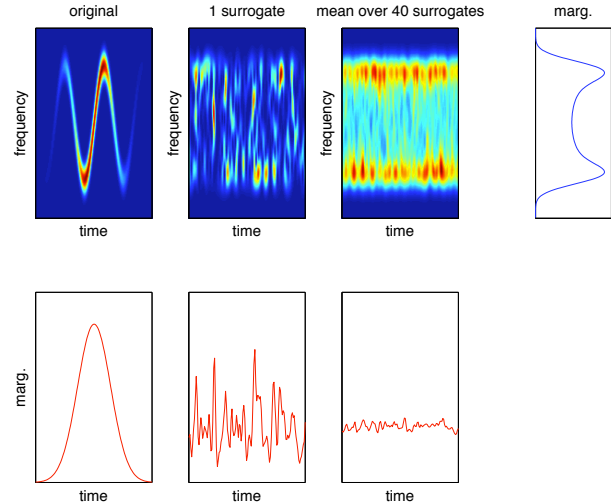 original
1 surrogate
mean over 40 surrogates
marg.
frequency
frequency
frequency
time
time
time
marg.
time
time
time